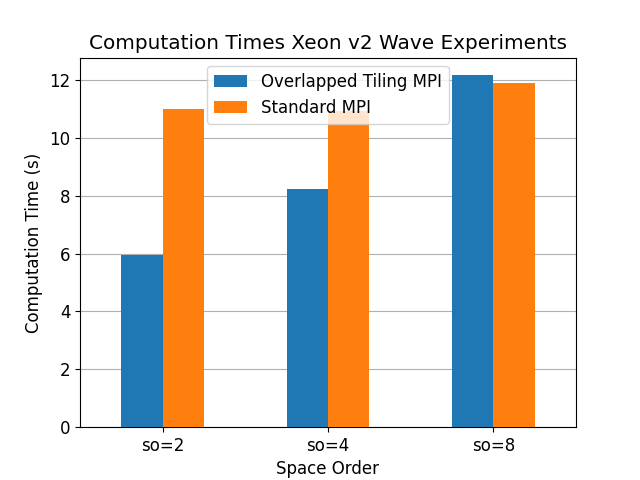 Computation Times Xeon v2 Wave Experiments
Overlapped Tiling MPI
Standard MPI
Computation Time (s)
12
10
8
6
4
2
0
so=2 so=4 so=8
Space Order